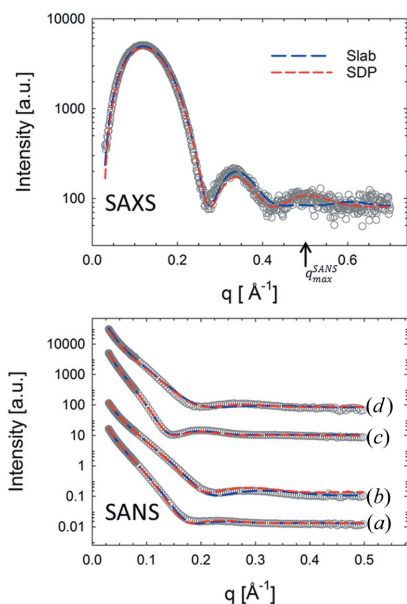 10000
1000
100
Intensity [a.u.]
Slab
SDP
SAXS
0.0 0.2 0.4 0.6
q [ Å⁻¹]
q_max^SANS
10000
1000
100
10
1
0.1
0.01
Intensity [a.u.]
(d)
(c)
(b)
(a)
SANS
0.0 0.1 0.2 0.3 0.4 0.5
q [ Å⁻¹]